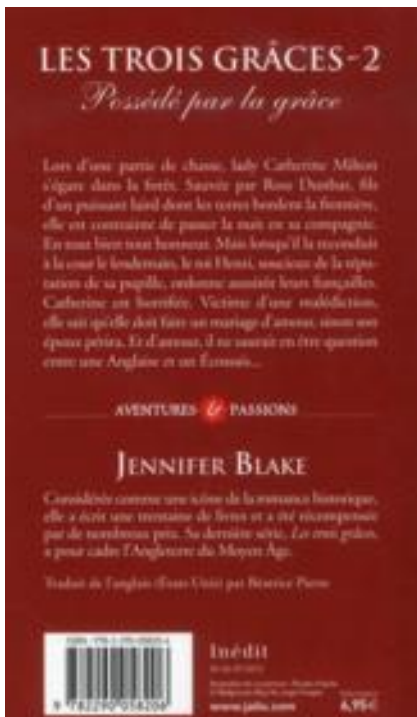 LES TROIS GRÂCES-2
Possédé par la grâce
Lors d'une partie de chasse, lady Catherine Milton
s'égare dans la forêt. Sauvée par Ross Dunbar, fils
d'un puissant laird dont les terres bordent la frontière,
elle est contrainte de passer la nuit en sa compagnie.
En tout bien tout honneur. Mais lorsqu'il la reconduit
à la cour le lendemain, le roi Henri, soucieux de la répu-
tation de sa pupille, ordonne aussitôt leurs fiançailles.
Catherine est horrifiée. Victime d'une malédiction,
elle sait qu'elle doit faire un mariage d'amour, sinon son
époux périra. Et d'amour, il ne saurait en être question
entre une Anglaise et un Écossais...
AVENTURES & PASSIONS
JENNIFER BLAKE
Considérée comme une icône de la romance historique,
elle a écrit une trentaine de livres et a été récompensée
par de nombreux prix. Sa dernière série, Les trois grâces,
a pour cadre l'Angleterre du Moyen Âge.
Traduit de l'anglais (États-Unis) par Béatrice Pierre
9 782290 058206
Inédit
www.jailu.com
6,95 €